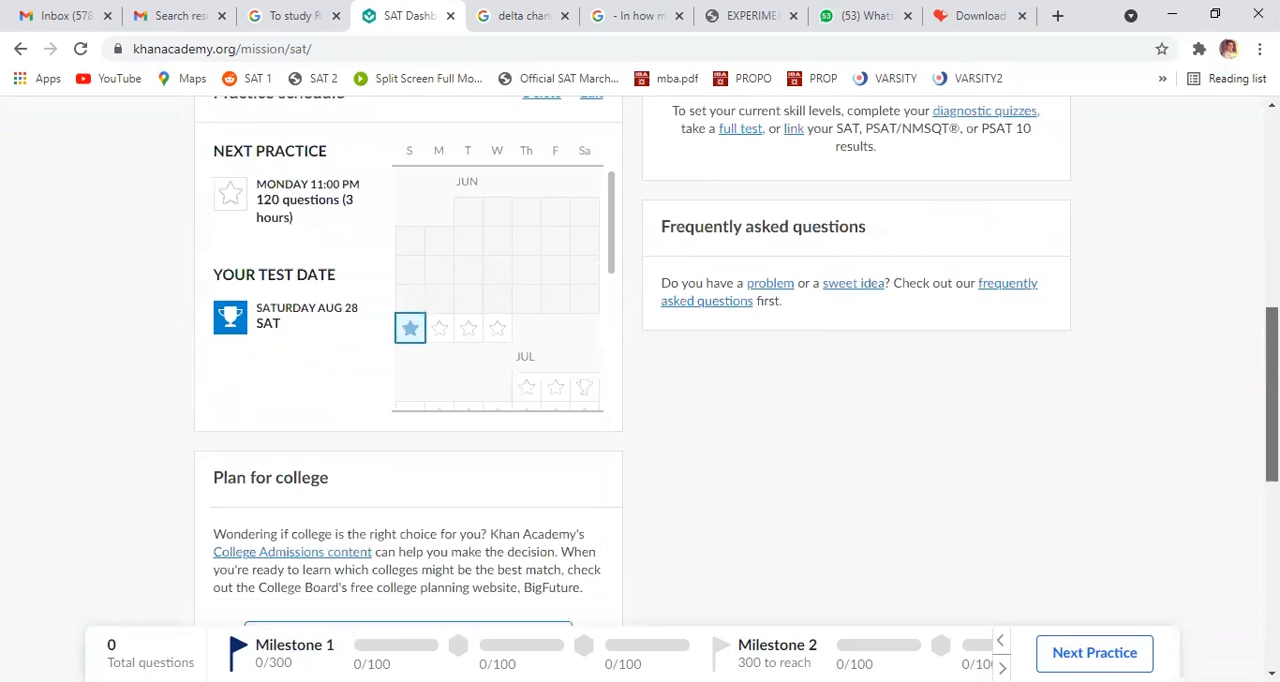 Inbox (578
Search res
To study R
SAT Dashb
delta chan
- In how m
EXPERIME
(53) Whats
Download
khanacademy.org/mission/sat/
Apps
YouTube
Maps
SAT 1
SAT 2
Split Screen Full Mo...
Official SAT March...
mba.pdf
PROPO
PROP
VARSITY
VARSITY2
»
Reading list
Practice schedule
Delete
Edit
NEXT PRACTICE
MONDAY 11:00 PM
120 questions (3
hours)
YOUR TEST DATE
SATURDAY AUG 28
SAT
S M T W Th F Sa
JUN
JUL
To set your current skill levels, complete your diagnostic quizzes,
take a full test, or link your SAT, PSAT/NMSQT®, or PSAT 10
results.
Frequently asked questions
Do you have a problem or a sweet idea? Check out our frequently
asked questions first.
Plan for college
Wondering if college is the right choice for you? Khan Academy's
College Admissions content can help you make the decision. When
you're ready to learn which colleges might be the best match, check
out the College Board's free college planning website, BigFuture.
0
Total questions
Milestone 1
0/300
0/100
0/100
0/100
Milestone 2
300 to reach
0/100
0/10
Next Practice